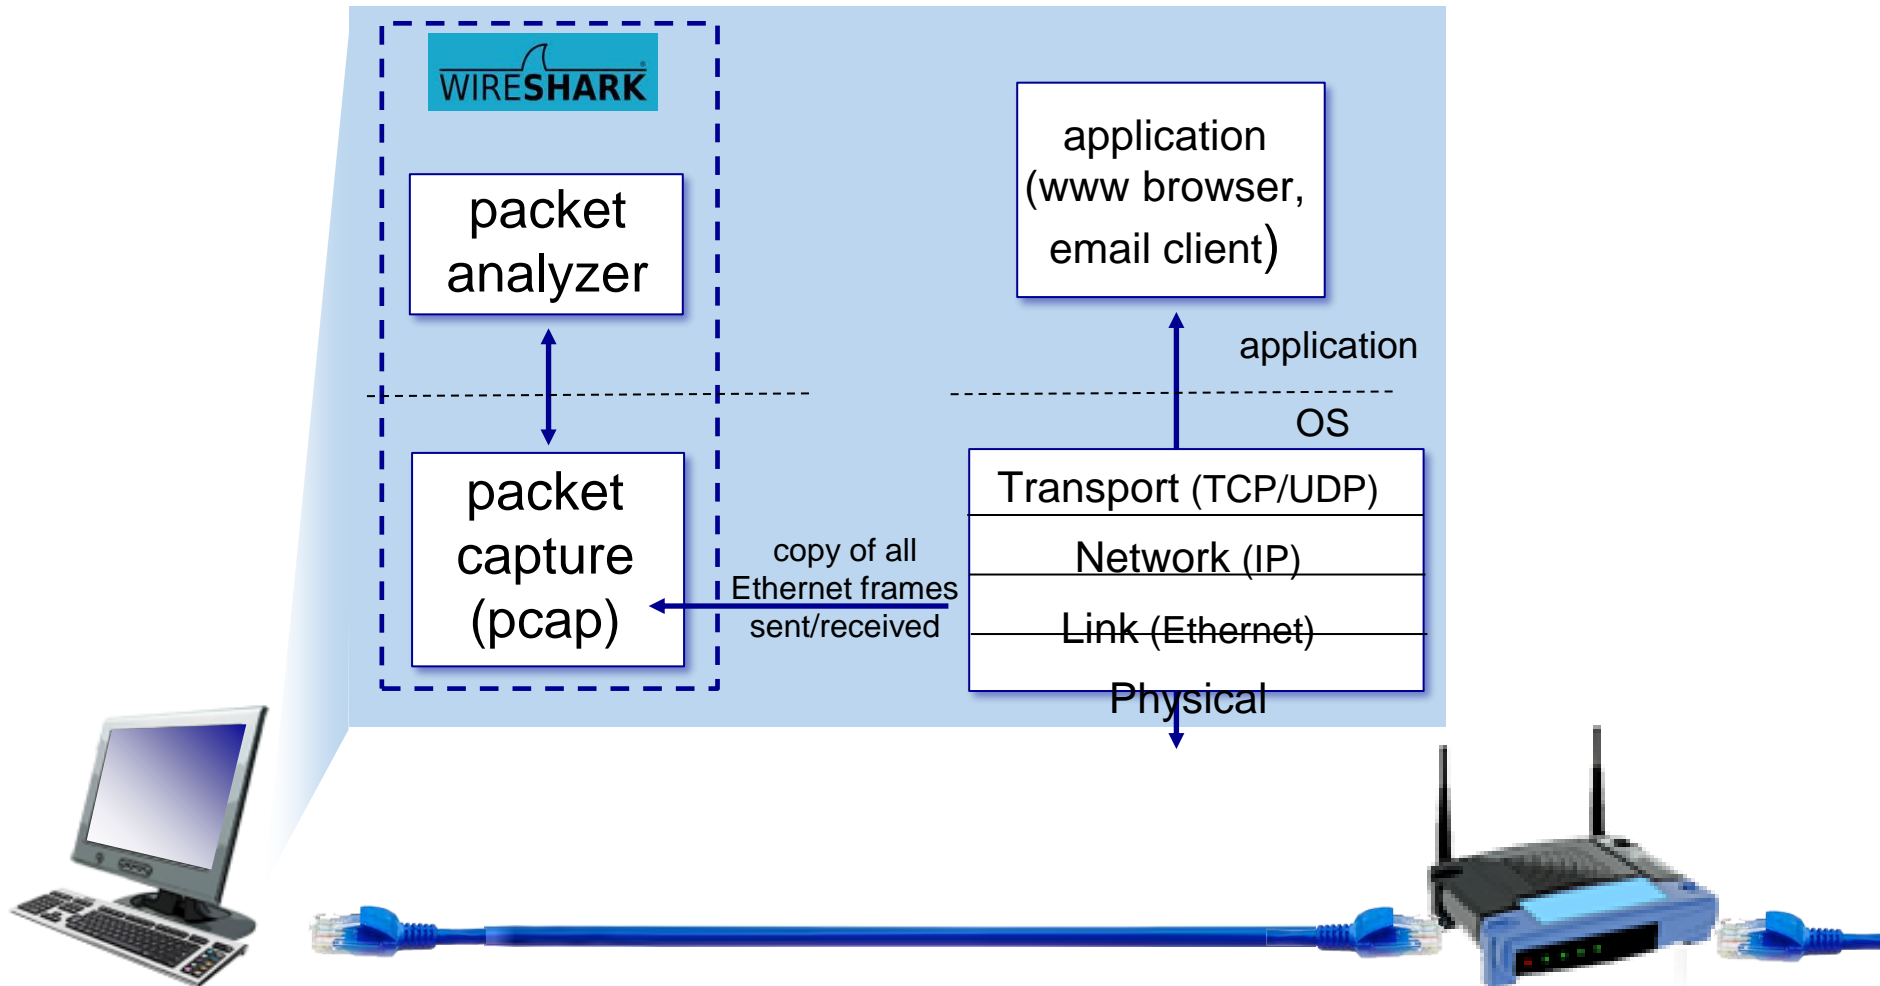 WIRESHARK
packet
analyzer
packet
capture
(pcap)
copy of all
Ethernet frames
sent/received
application
(www browser,
email client)
application
OS
Transport (TCP/UDP)
Network (IP)
Link (Ethernet)
Physical